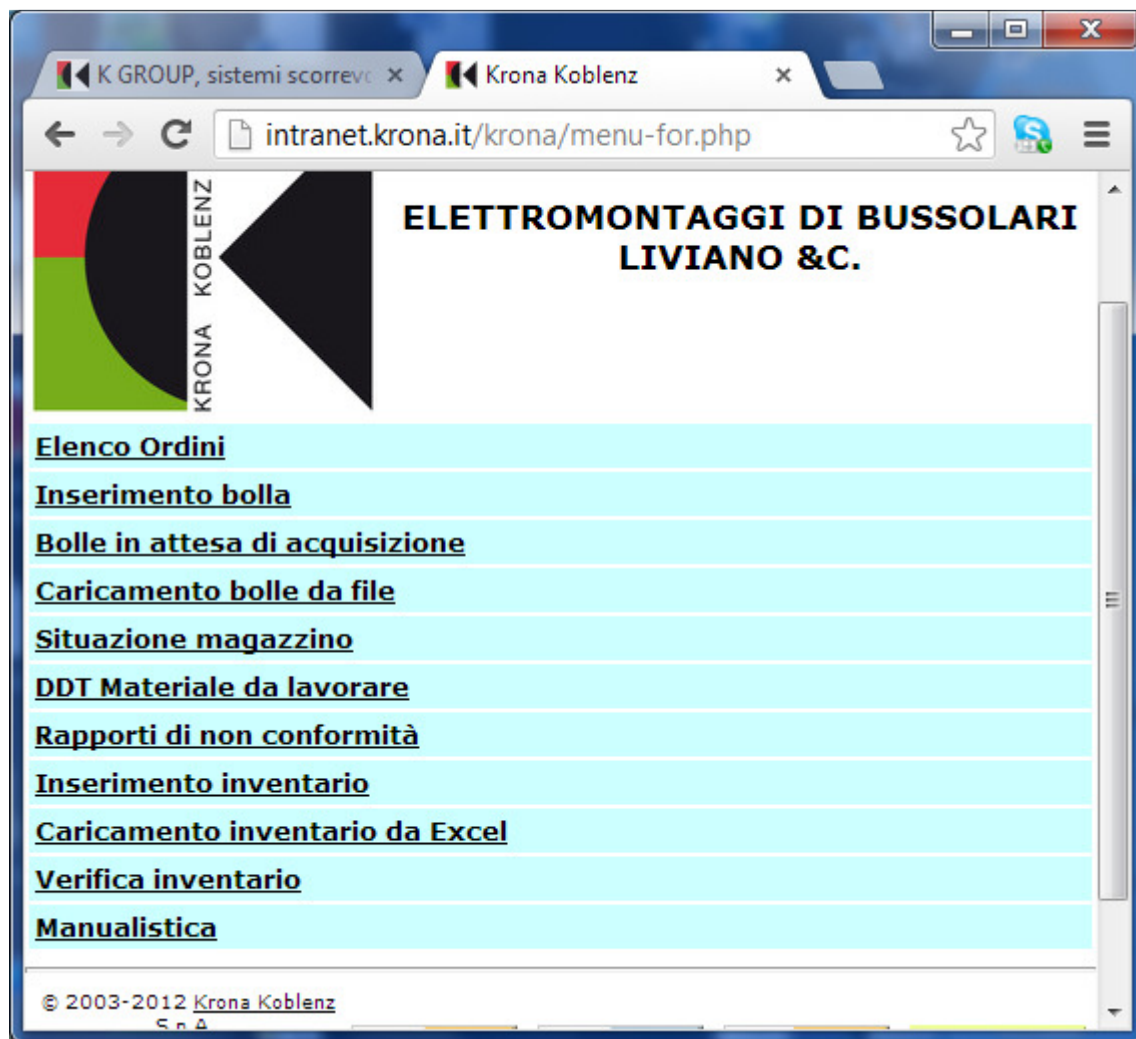 K GROUP, sistemi scorrevo
Krona Koblenz
intranet.krona.it/krona/menu-for.php
KRONA KOBLENZ
ELETTROMONTAGGI DI BUSSOLARI
LIVIANO &C.
Elenco Ordini
Inserimento bolla
Bolle in attesa di acquisizione
Caricamento bolle da file
Situazione magazzino
DDT Materiale da lavorare
Rapporti di non conformità
Inserimento inventario
Caricamento inventario da Excel
Verifica inventario
Manualistica
© 2003-2012 Krona Koblenz
S.p.A.